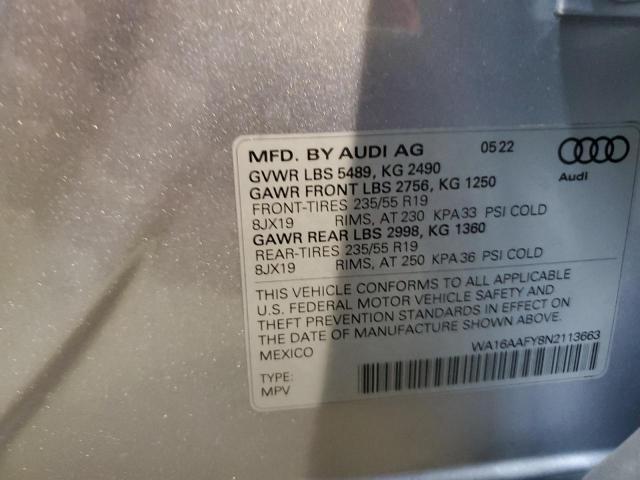 MFD. BY AUDI AG 05 22
Audi
GVWR LBS 5489, KG 2490
GAWR FRONT LBS 2756, KG 1250
FRONT-TIRES 235/55 R19
8JX19 RIMS, AT 230 KPA 33 PSI COLD
GAWR REAR LBS 2998, KG 1360
REAR-TIRES 235/55 R19
8JX19 RIMS, AT 250 KPA 36 PSI COLD
THIS VEHICLE CONFORMS TO ALL APPLICABLE
U.S. FEDERAL MOTOR VEHICLE SAFETY AND
THEFT PREVENTION STANDARDS IN EFFECT ON
THE DATE OF MANUFACTURE SHOWN ABOVE.
MEXICO
WA16AAFY8N2113663
TYPE:
MPV